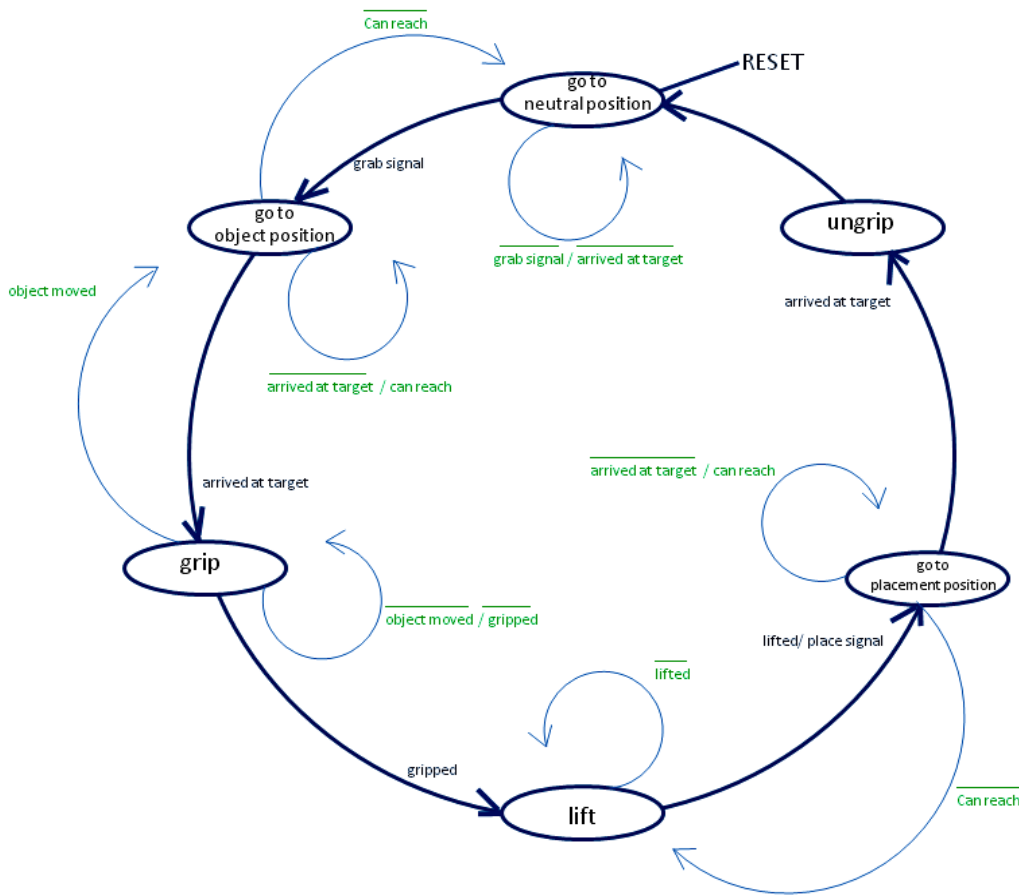 Can reach
RESET
go to
neutral position
grab signal
go to
object position
ungrip
grab signal / arrived at target
object moved
arrived at target
arrived at target / can reach
arrived at target / can reach
arrived at target
grip
go to
placement position
object moved / gripped
lifted/ place signal
lifted
gripped
Can reach
lift